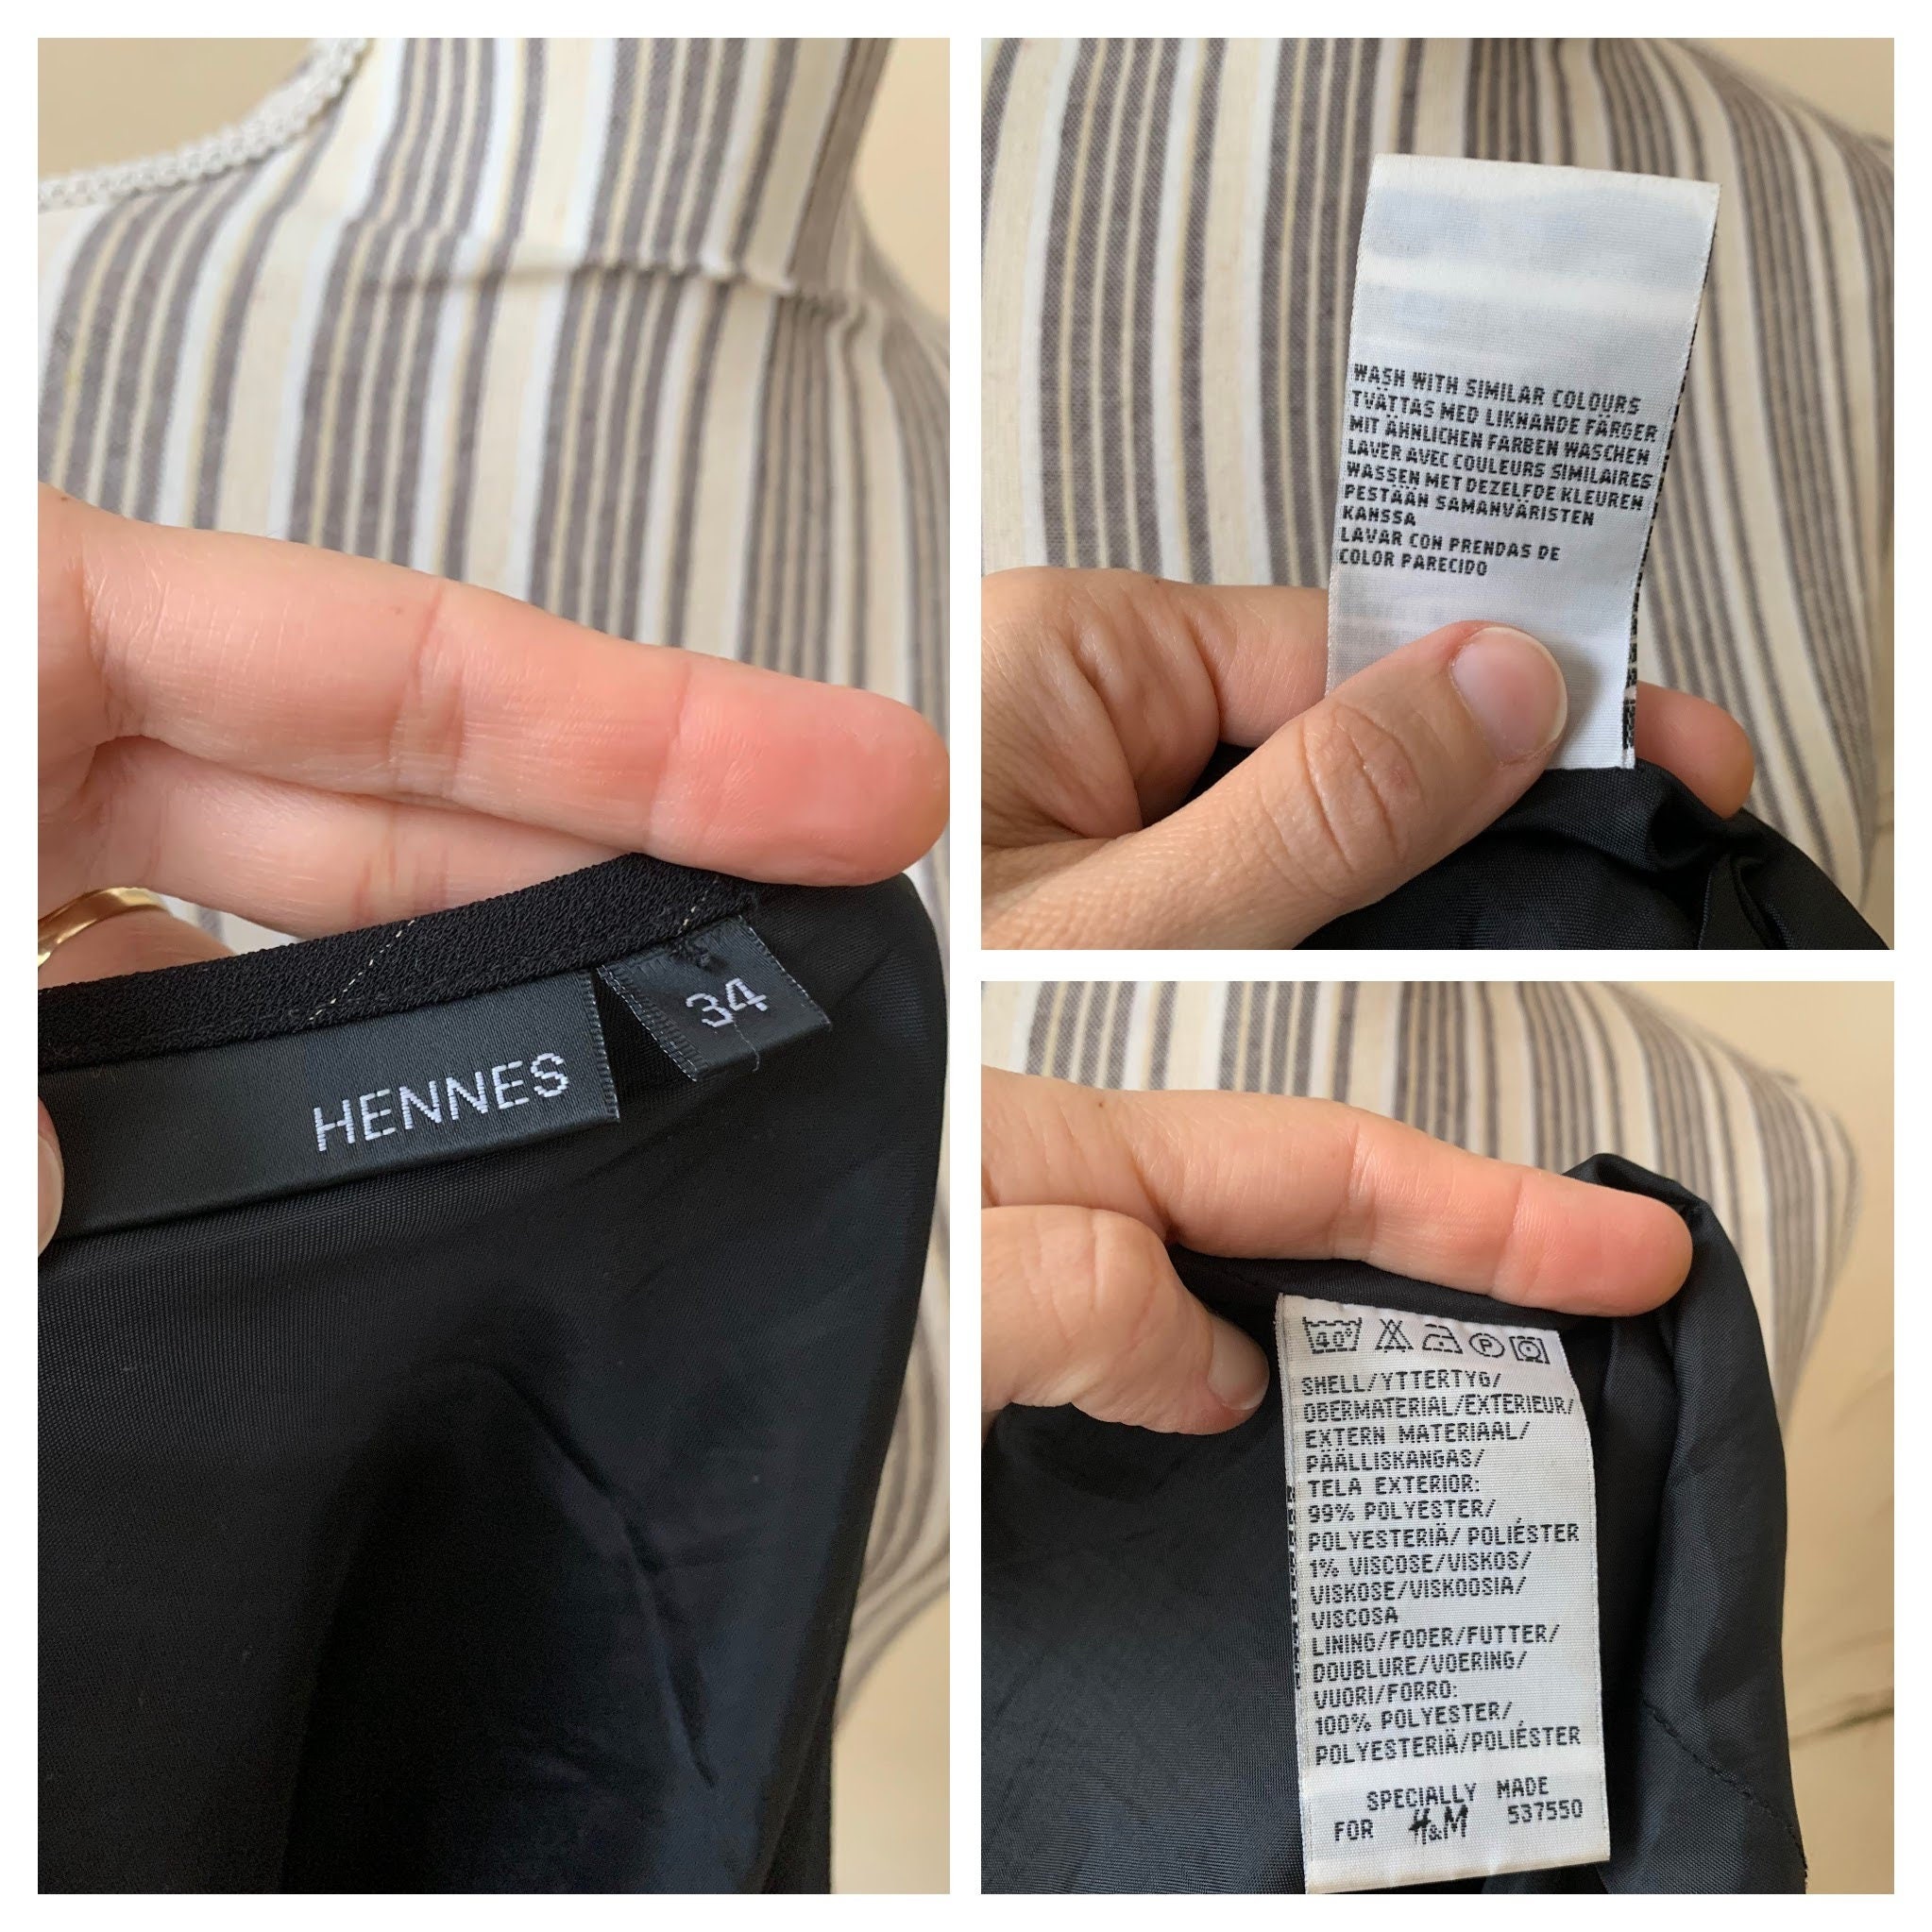 HENNES
34
WASH WITH SIMILAR COLOURS
TVÄTTAS MED LIKNANDE FÄRGER
MIT ÄHNLICHEN FARBEN WASCHEN
LAVER AVEC COULEURS SIMILAIRES
WASSEN MET DEZELFDE KLEUREN
PESTÄÄN SAMANVÄRISTEN
KANSSA
LAVAR CON PRENDAS DE
COLOR PARECIDO
40° P
SHELL/YTTERTYG/
OBERMATERIAL/EXTERIEUR/
EXTERN MATERIAAL/
PÄÄLLISKANGAS/
TELA EXTERIOR:
99% POLYESTER/
POLYESTERIÄ/POLIÉSTER
1% VISCOSE/VISKOS/
VISKOSE/VISKOOSIA/
VISCOSA
LINING/FODER/FUTTER/
DOUBLURE/VOERING/
VUORI/FORRO:
100% POLYESTER/
POLYESTERIÄ/POLIÉSTER
SPECIALLY MADE
FOR H&M 537550